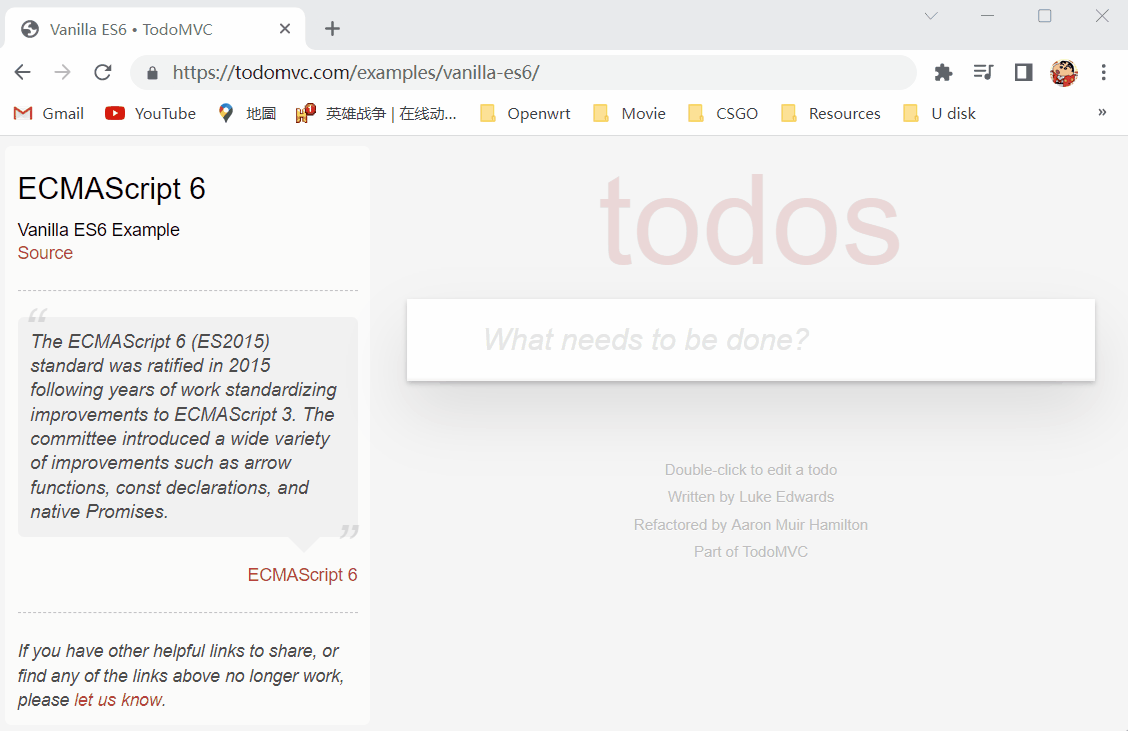 Vanilla ES6 • TodoMVC
https://todomvc.com/examples/vanilla-es6/
Gmail YouTube 地圖 英雄战争 | 在线动... Openwrt Movie CSGO Resources U disk »
ECMAScript 6
Vanilla ES6 Example
Source
“
The ECMAScript 6 (ES2015)
standard was ratified in 2015
following years of work standardizing
improvements to ECMAScript 3. The
committee introduced a wide variety
of improvements such as arrow
functions, const declarations, and
native Promises.
”
ECMAScript 6
If you have other helpful links to share, or
find any of the links above no longer work,
please let us know.
todos
What needs to be done?
Double-click to edit a todo
Written by Luke Edwards
Refactored by Aaron Muir Hamilton
Part of TodoMVC